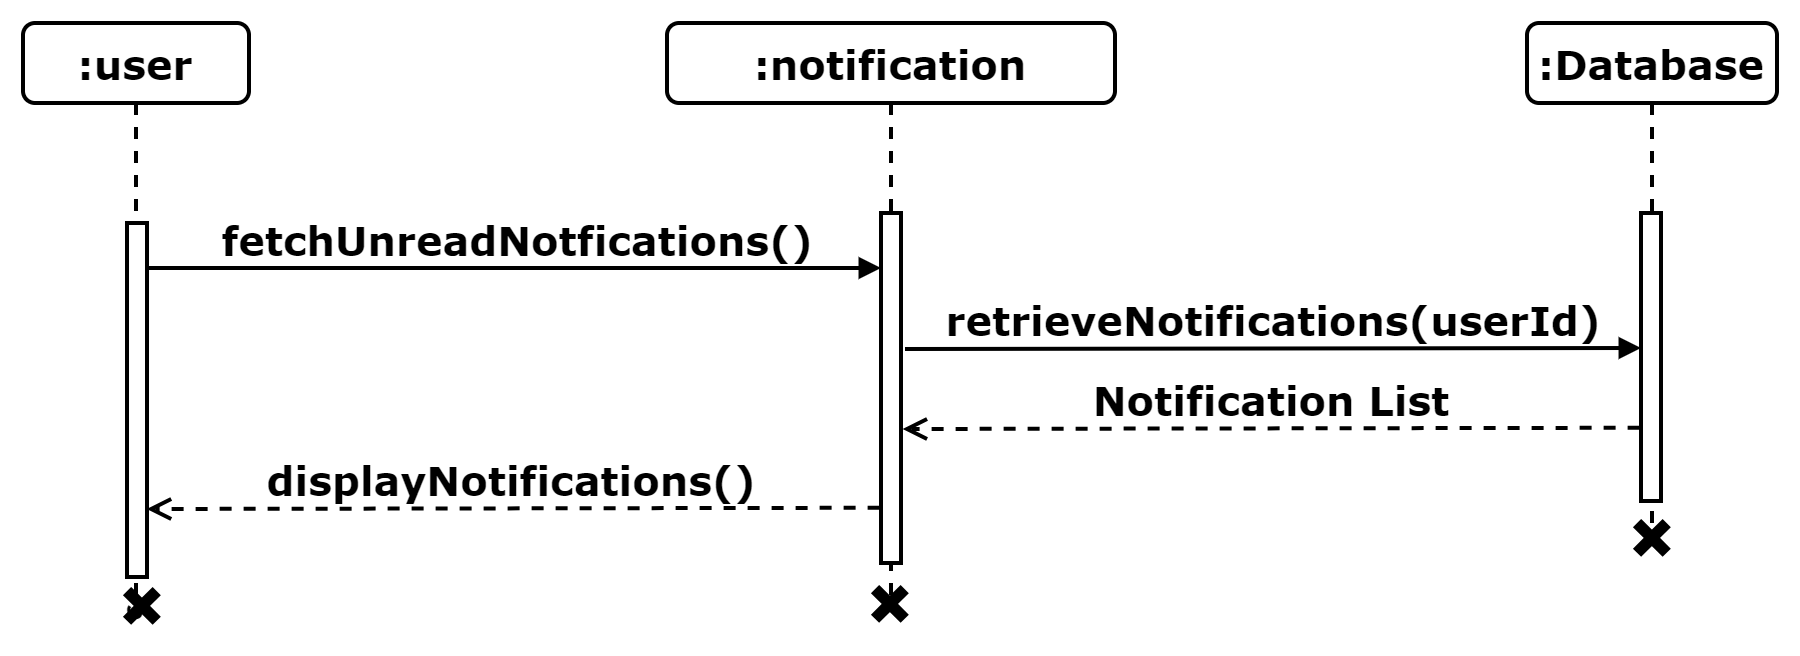 :user
:notification
:Database
fetchUnreadNotfications()
retrieveNotifications(userId)
Notification List
displayNotifications()